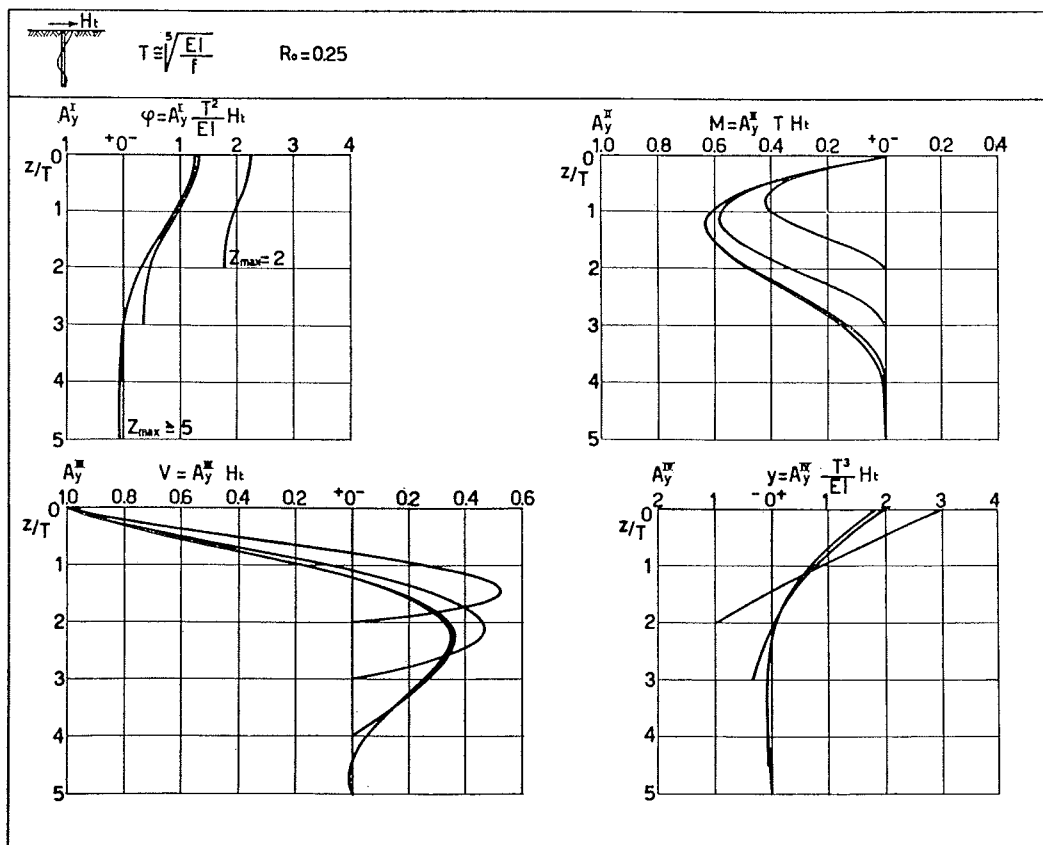 Ht
T ≅ ⁵√EI/f    R₀=0.25
A_y^I    φ=A_y^I T²/EI Ht
1 +0− 1 2 3 4
z/T
0
1
2
3
4
5
Zmax=2
Zmax≥5
A_y^II    M=A_y^II T Ht
1 0.8 0.6 0.4 0.2 +0− 0.2 0.4
z/T
0
1
2
3
4
5
A_y^III    V=A_y^III Ht
1.0 0.8 0.6 0.4 0.2 +0− 0.2 0.4 0.6
z/T
0
1
2
3
4
5
A_y^IV    y=A_y^IV T³/EI Ht
2 1 −0+ 1 2 3 4
z/T
0
1
2
3
4
5